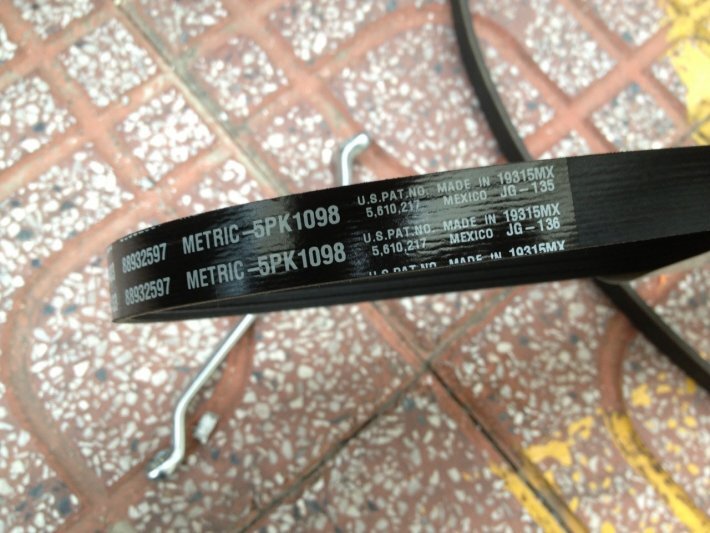 88932597 METRIC-5PK1098 U.S.PAT.NO. MADE IN 19315MX
5,610,217 MEXICO JG-135
88932597 METRIC-5PK1098 U.S.PAT.NO. MADE IN 19315MX
5,610,217 MEXICO JG-136
U.S.PAT.NO. MADE IN 19315MX